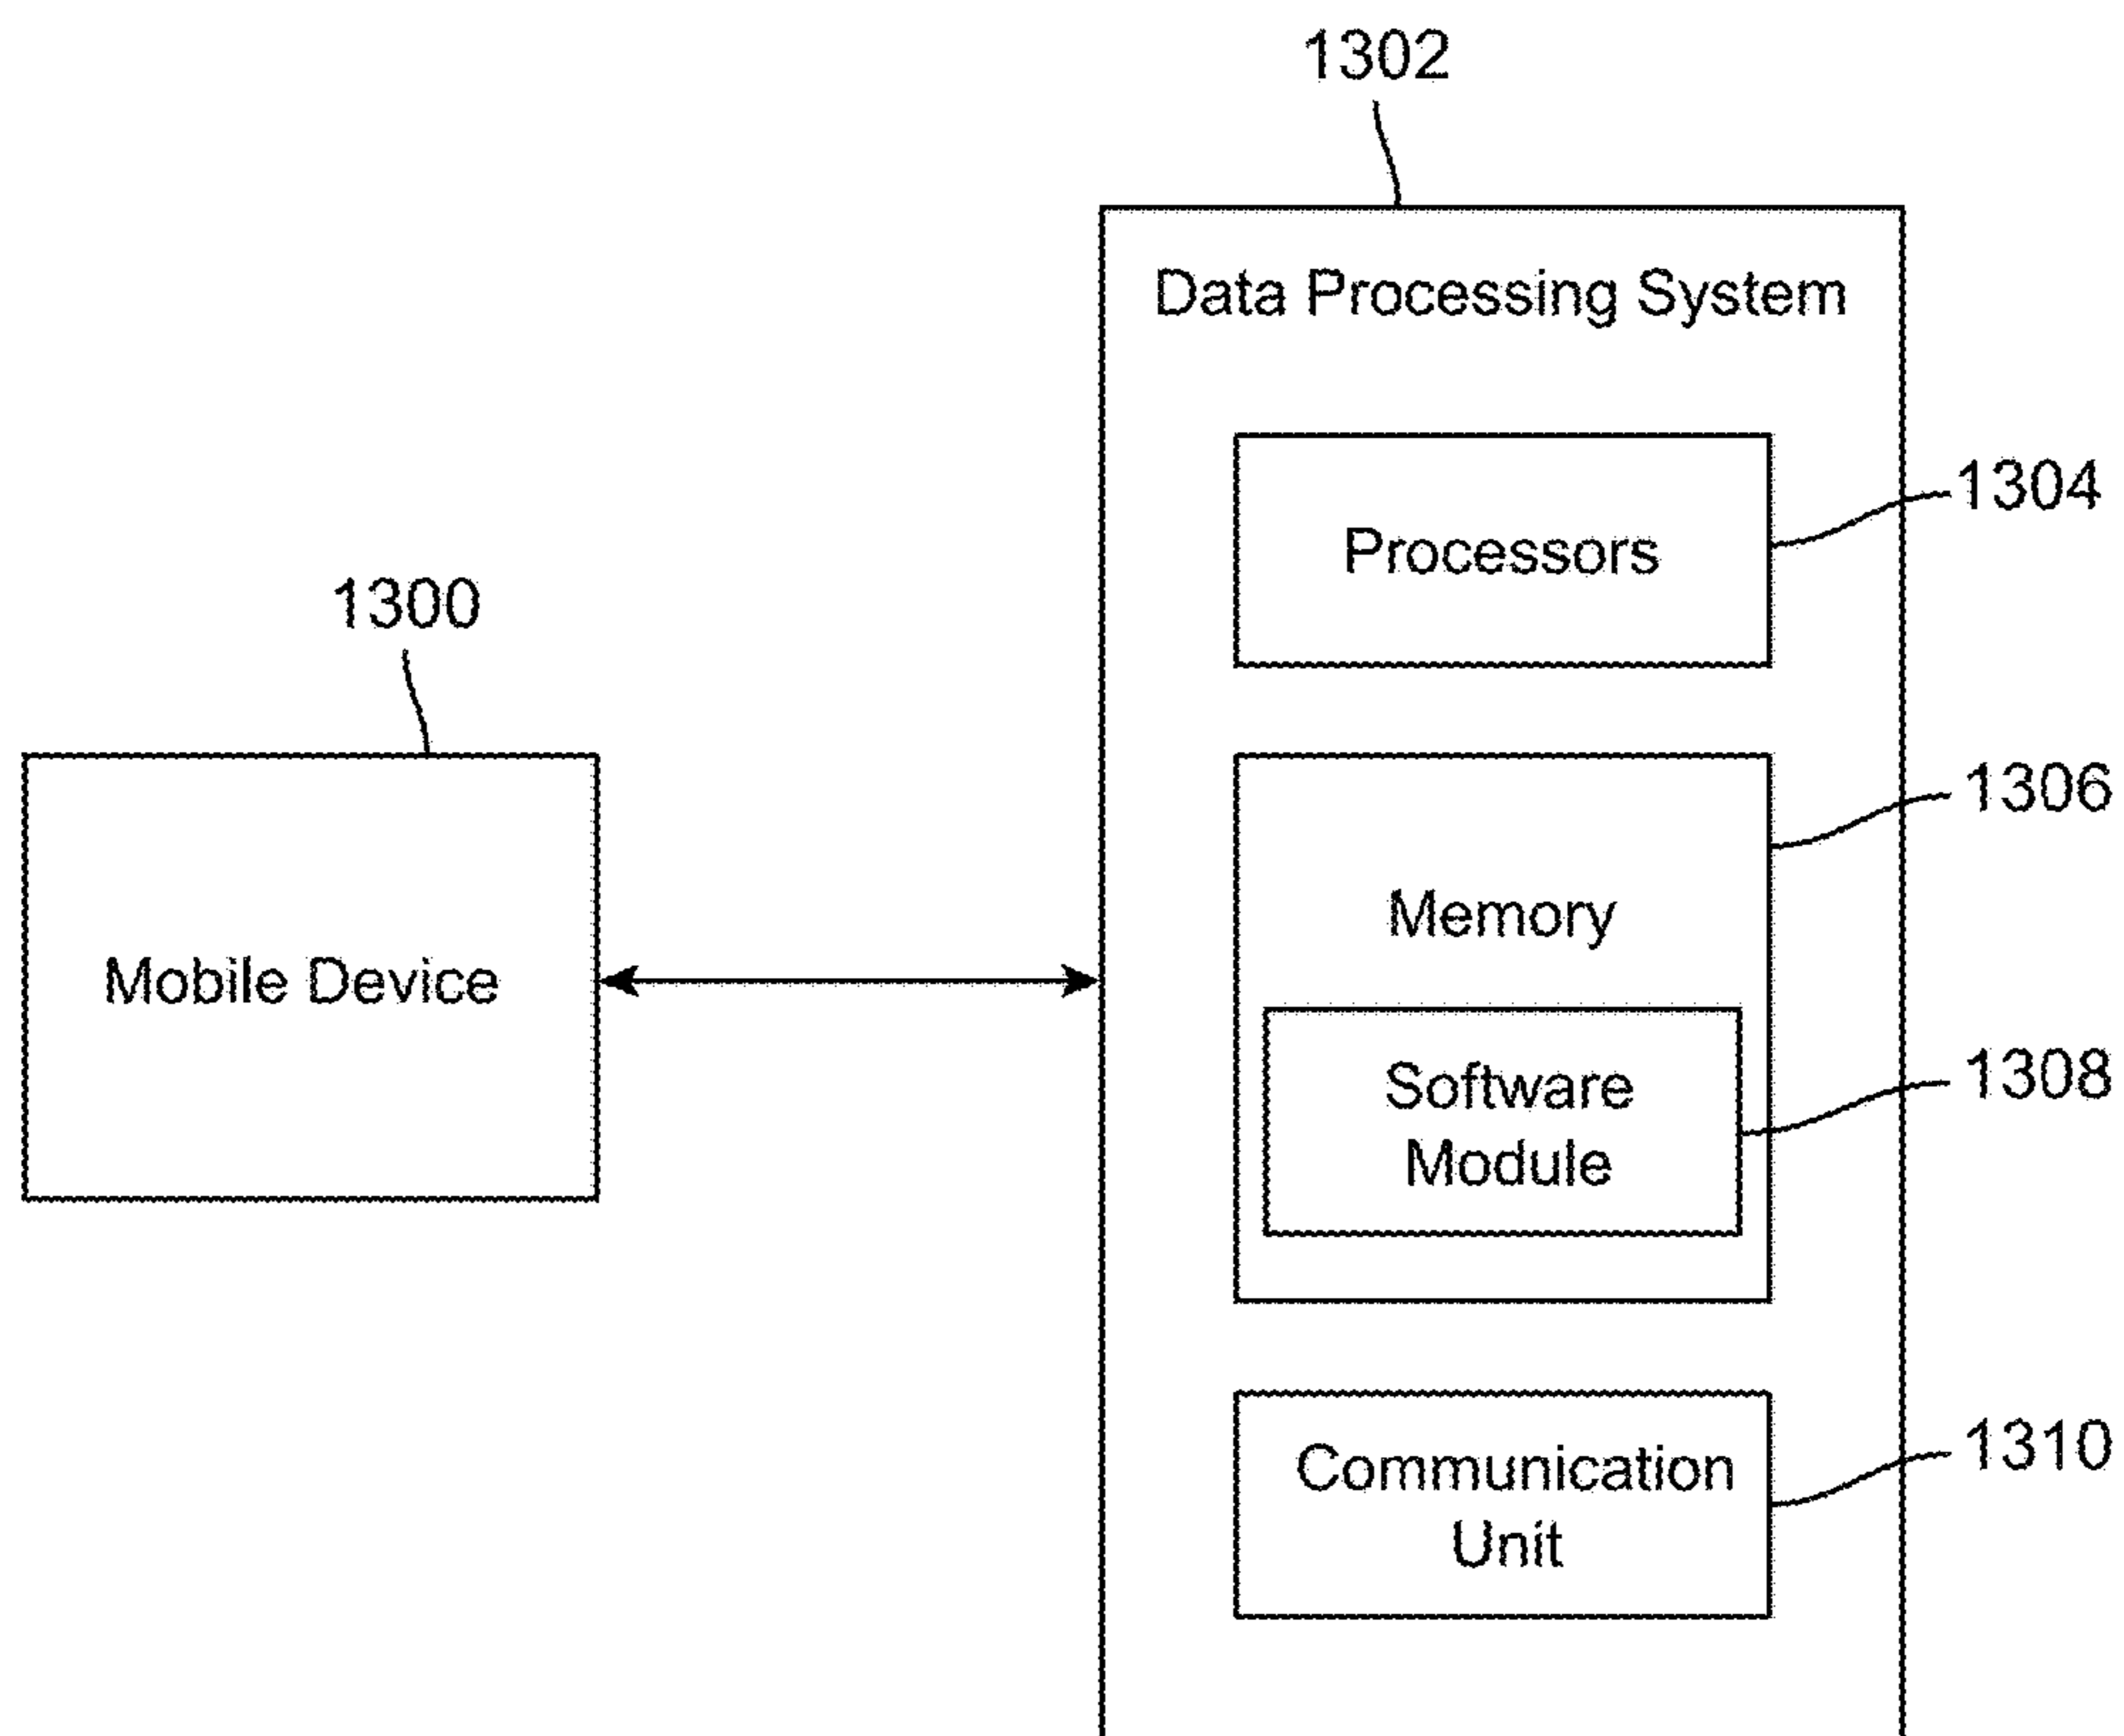 1302
Data Processing System
1304
Processors
1300
1306
Memory
Mobile Device
1308
Software
Module
1310
Communication
Unit